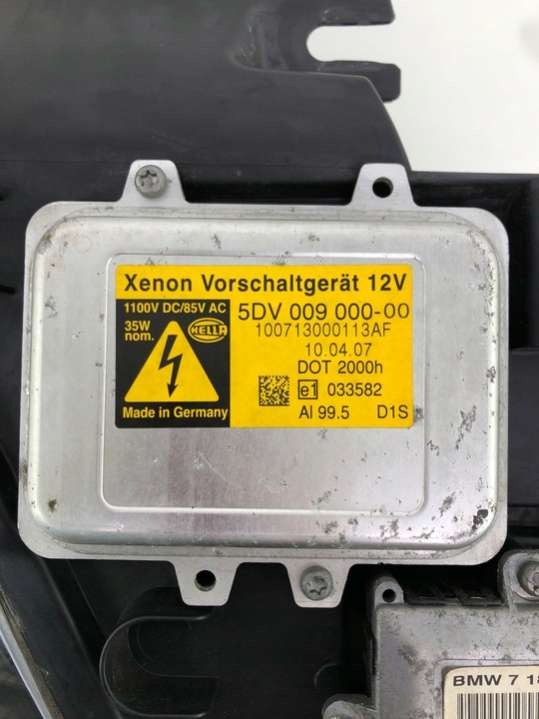 Xenon Vorschaltgerät 12V
1100V DC/85V AC
35W
nom.
HELLA
Made in Germany
5DV 009 000-00
100713000113AF
10.04.07
DOT 2000h
e1 033582
Al 99.5 D1S
BMW 7 18